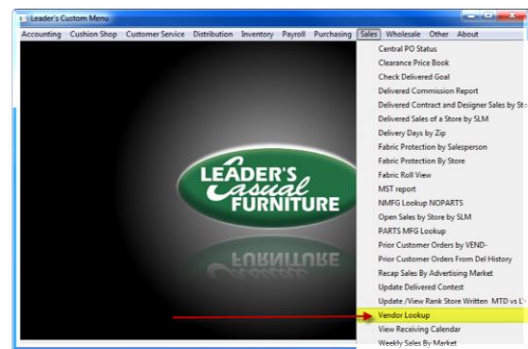 Leader's Custom Menu
Accounting Cushion Shop Customer Service Distribution Inventory Payroll Purchasing Sales Wholesale Other About
Central PO Status
Clearance Price Book
Check Delivered Goal
Delivered Commission Report
Delivered Contract and Designer Sales by
Delivered Sales of a Store by SLM
Delivery Days by Zip
Fabric Protection by Salesperson
Fabric Protection By Store
Fabric Roll View
MST report
NMFG Lookup NOPARTS
Open Sales by Store by SLM
PARTS MFG Lookup
Prior Customer Orders by VEND-
Prior Customer Orders From Del History
Recap Sales By Advertising Market
Update Delivered Contest
Update /View Rank Store Written MTD vs
Vendor Lookup
View Receiving Calendar
Weekly Sales By Market
LEADER'S
Casual
FURNITURE